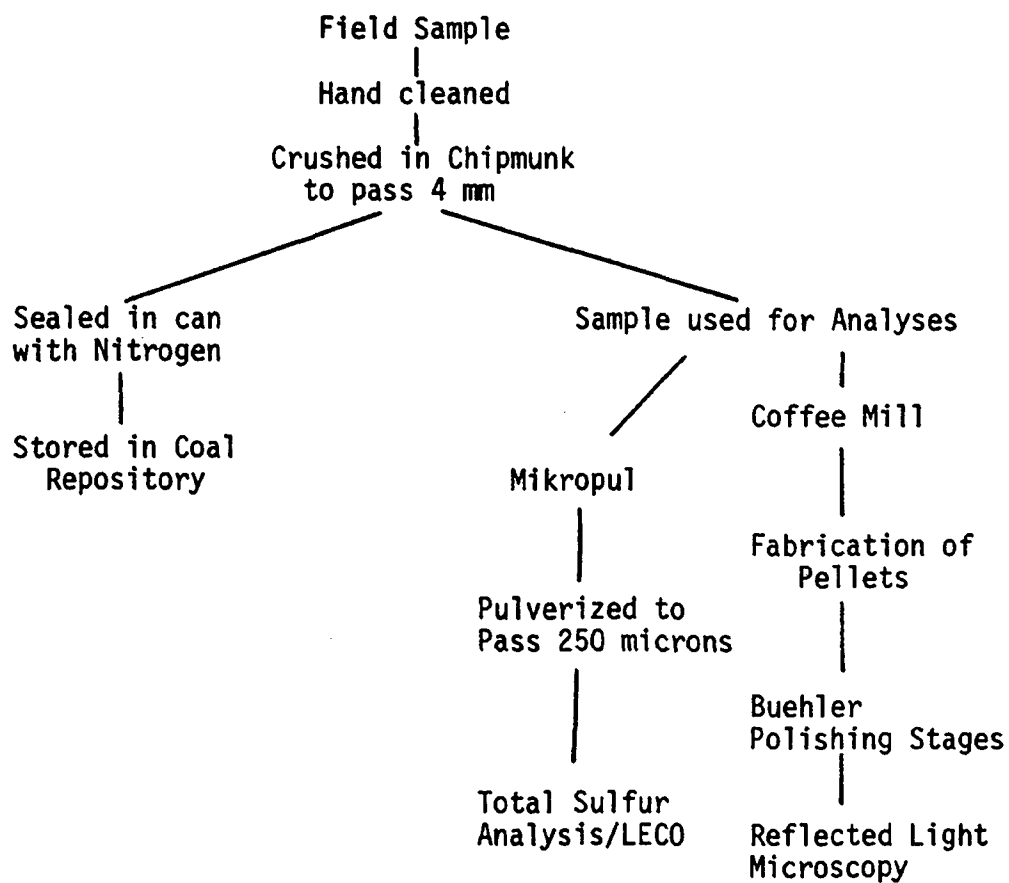 Field Sample
Hand cleaned
Crushed in Chipmunk
to pass 4 mm
Sealed in can
with Nitrogen
Stored in Coal
Repository
Sample used for Analyses
Mikropul
Pulverized to
Pass 250 microns
Total Sulfur
Analysis/LECO
Coffee Mill
Fabrication of
Pellets
Buehler
Polishing Stages
Reflected Light
Microscopy